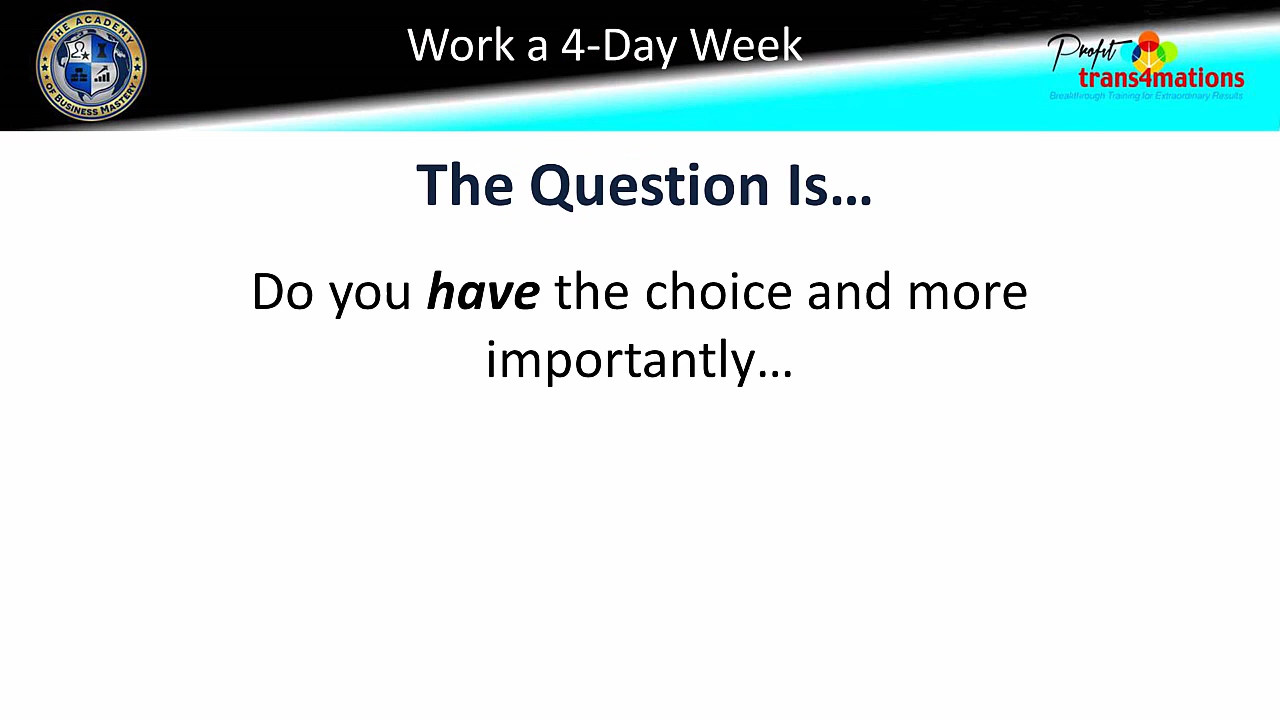 THE ACADEMY
OF BUSINESS MASTERY
Work a 4-Day Week
Profit
trans4mations
Breakthrough Training for Extraordinary Results
The Question Is…
Do you have the choice and more
importantly…